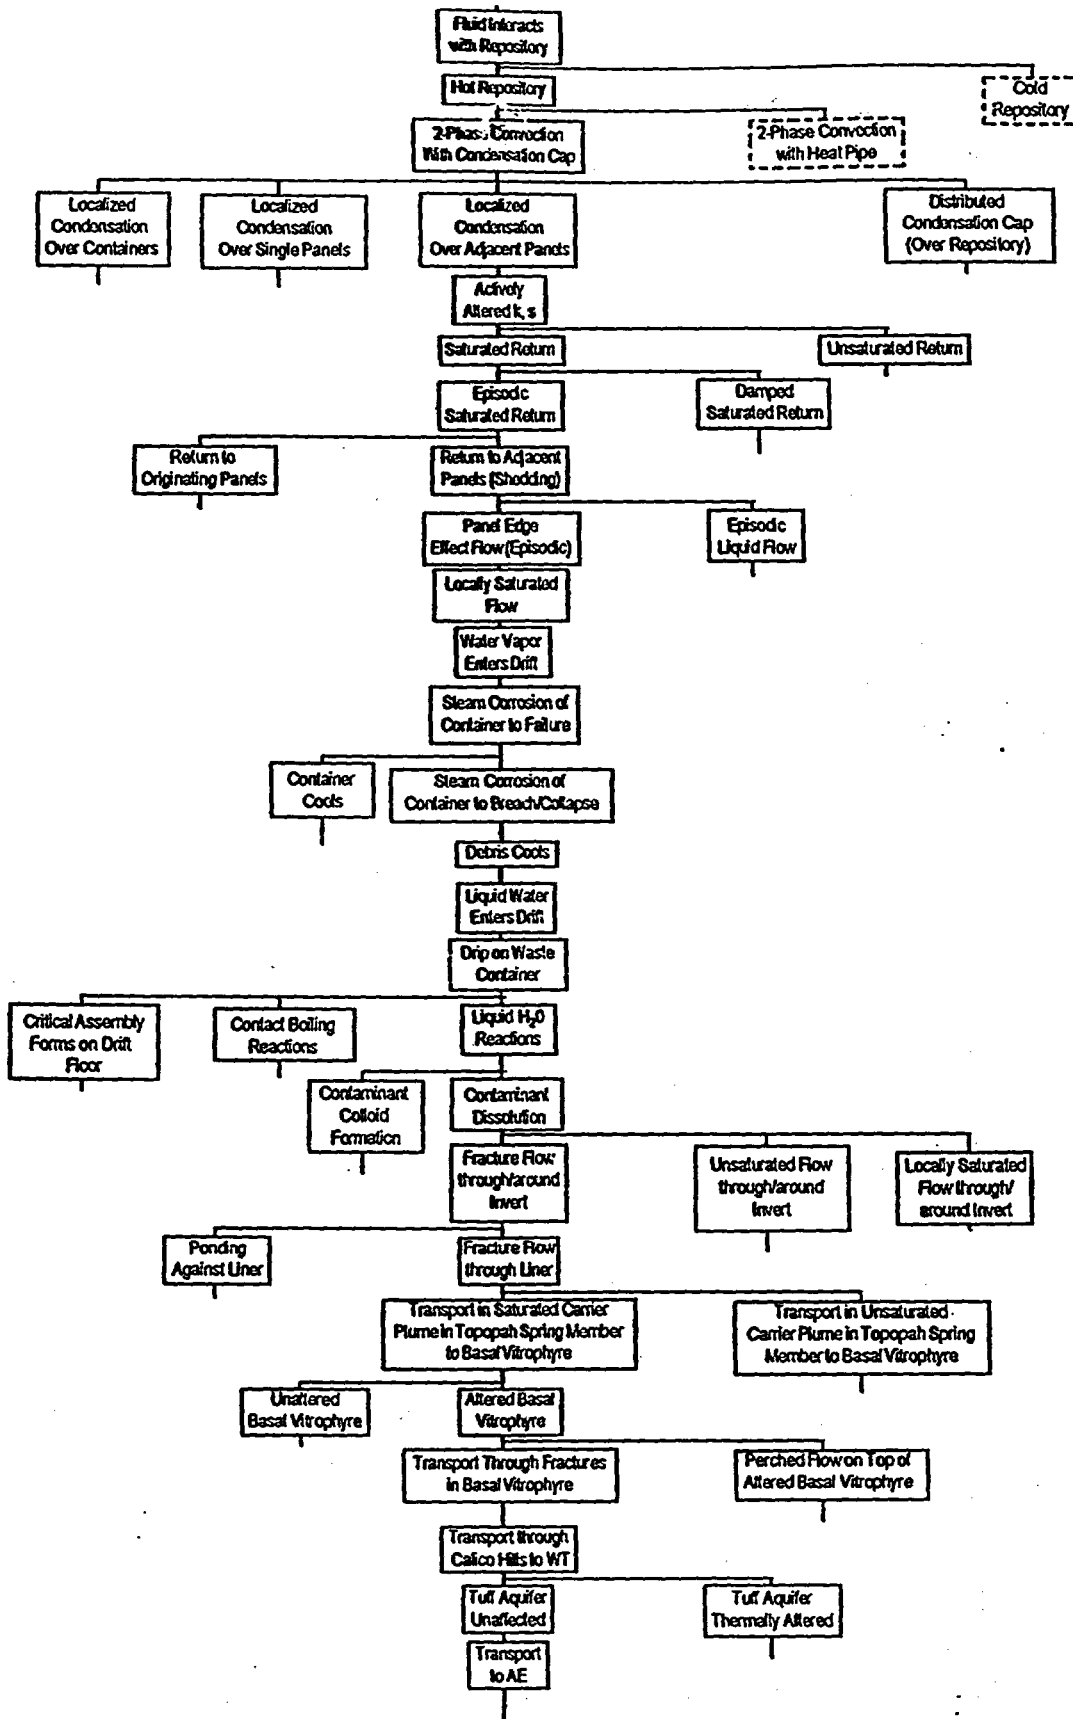 Fluid Interacts
with Repository
Hot Repository
Cold
Repository
2-Phase Convection
With Condensation Cap
2-Phase Convection
with Heat Pipe
Localized
Condensation
Over Containers
Localized
Condensation
Over Single Panels
Localized
Condensation
Over Adjacent Panels
Distributed
Condensation Cap
(Over Repository)
Actively
Altered k, s
Saturated Return
Unsaturated Return
Episodic
Saturated Return
Damped
Saturated Return
Return to
Originating Panels
Return to Adjacent
Panels (Shedding)
Panel Edge
Effect Flow (Episodic)
Episodic
Liquid Flow
Locally Saturated
Flow
Water Vapor
Enters Drift
Steam Corrosion of
Container to Failure
Container
Cools
Steam Corrosion of
Container to Breach/Collapse
Debris Cools
Liquid Water
Enters Drift
Drip on Waste
Container
Critical Assembly
Forms on Drift
Floor
Contact Boiling
Reactions
Liquid H₂O
Reactions
Contaminant
Colloid
Formation
Contaminant
Dissolution
Fracture Flow
through/around
Invert
Unsaturated Flow
through/around
Invert
Locally Saturated
Flow through/
around Invert
Ponding
Against Liner
Fracture Flow
through Liner
Transport in Saturated Carrier
Plume in Topopah Spring Member
to Basal Vitrophyre
Transport in Unsaturated
Carrier Plume in Topopah Spring
Member to Basal Vitrophyre
Unaltered
Basal Vitrophyre
Altered Basal
Vitrophyre
Transport Through Fractures
in Basal Vitrophyre
Perched Flow on Top of
Altered Basal Vitrophyre
Transport through
Calico Hills to WT
Tuff Aquifer
Unaffected
Tuff Aquifer
Thermally Altered
Transport
to AE